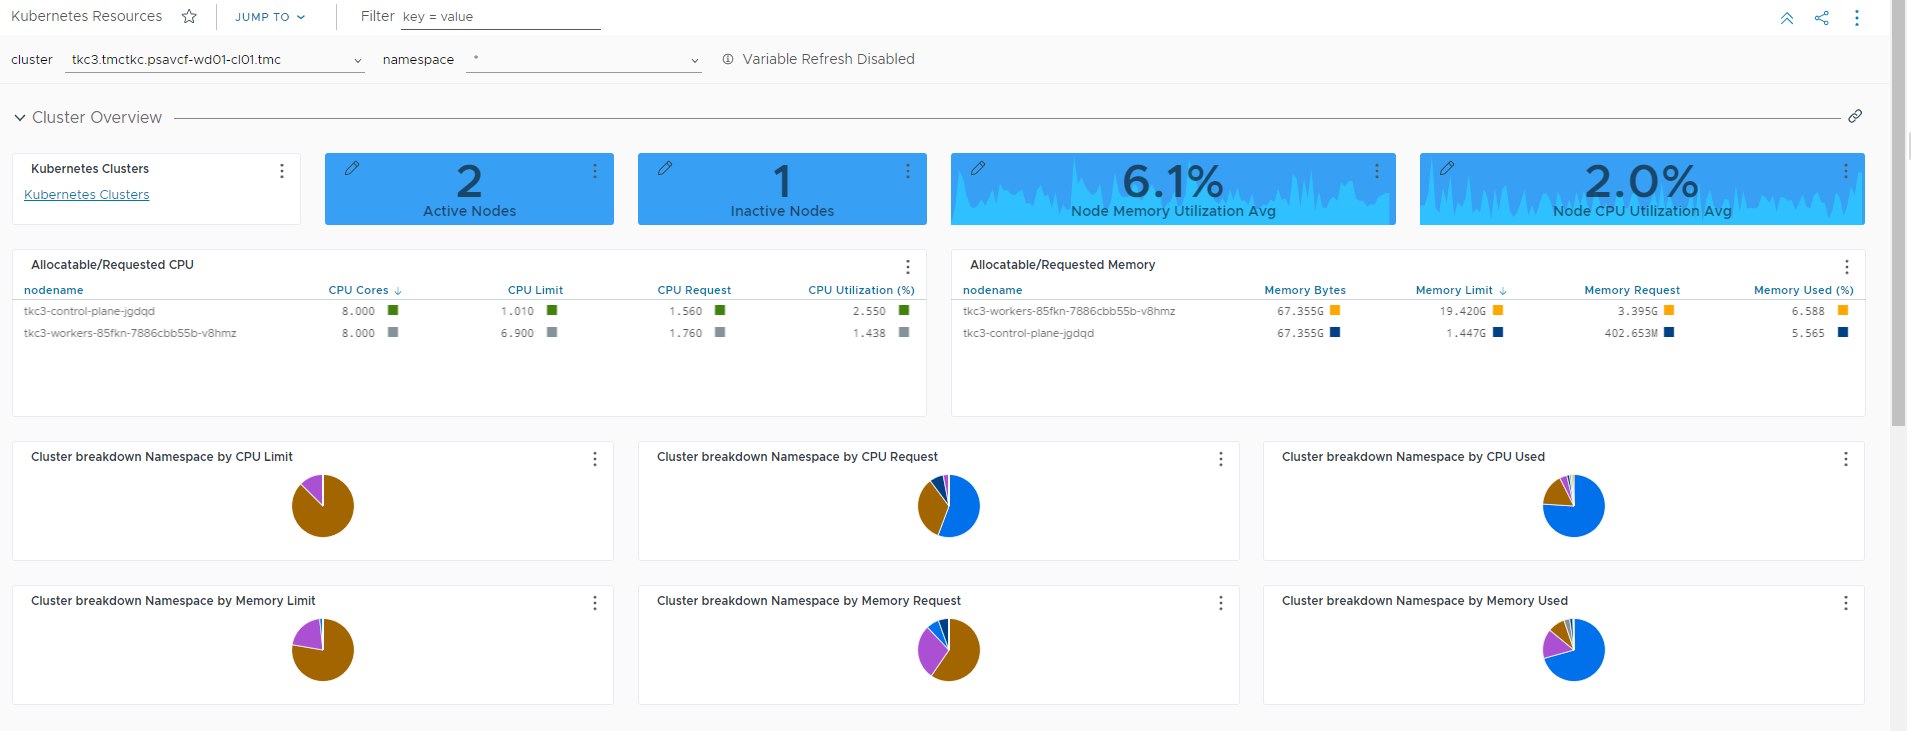 Kubernetes Resources JUMP TO Filter key = value
cluster tkc3.tmctkc.psavcf-wd01-cl01.tmc namespace * Variable Refresh Disabled
Cluster Overview
Kubernetes Clusters
Kubernetes Clusters
2
Active Nodes
1
Inactive Nodes
6.1%
Node Memory Utilization Avg
2.0%
Node CPU Utilization Avg
Allocatable/Requested CPU
nodename CPU Cores CPU Limit CPU Request CPU Utilization (%)
tkc3-control-plane-jgdqd 8.000 1.010 1.560 2.550
tkc3-workers-85fkn-7886cbb55b-v8hmz 8.000 6.900 1.760 1.438
Allocatable/Requested Memory
nodename Memory Bytes Memory Limit Memory Request Memory Used (%)
tkc3-workers-85fkn-7886cbb55b-v8hmz 67.355G 19.420G 3.395G 6.588
tkc3-control-plane-jgdqd 67.355G 1.447G 402.653M 5.565
Cluster breakdown Namespace by CPU Limit
Cluster breakdown Namespace by CPU Request
Cluster breakdown Namespace by CPU Used
Cluster breakdown Namespace by Memory Limit
Cluster breakdown Namespace by Memory Request
Cluster breakdown Namespace by Memory Used